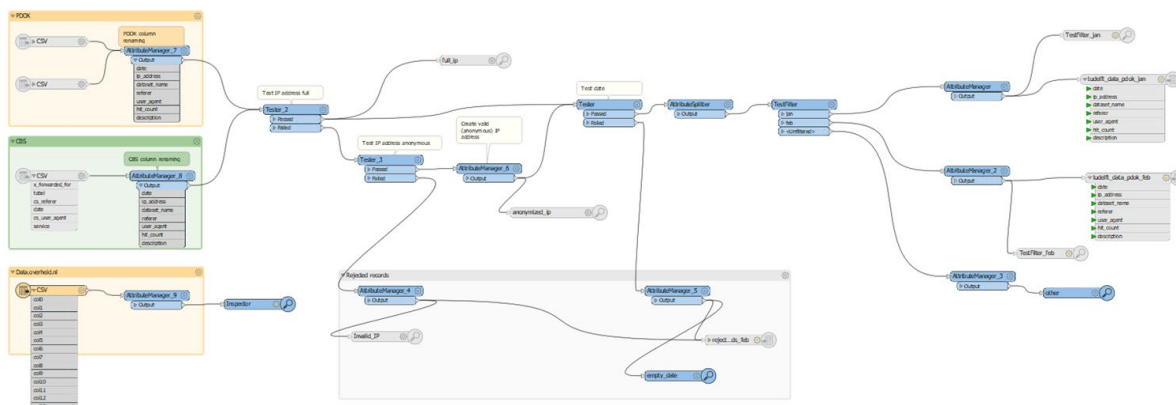 PDOK
CSV
CSV
PDOK column
renaming
AttributeManager_7
Output
date
ip_address
dataset_name
referer
user_agent
hit_count
description
CBS
CSV
x_forwarded_for
tabel
cs_referer
date
cs_user_agent
service
CBS column renaming
AttributeManager_8
Output
date
ip_address
dataset_name
referer
user_agent
hit_count
description
Data.overheid.nl
CSV
col0
col1
col2
col3
col4
col5
col6
col7
col8
col9
col10
col11
col12
AttributeManager_9
Output
Inspector
Test IP address full
Tester_2
Passed
Failed
full_ip
Test IP address anonymous
Tester_3
Passed
Failed
Create valid
(anonymous) IP
address
AttributeManager_6
Output
anonymized_ip
Test date
Tester
Passed
Failed
AttributeSplitter
Output
TestFilter
jan
feb
<Unfiltered>
Rejected records
AttributeManager_4
Output
Invalid_IP
AttributeManager_5
Output
reject...ds_feb
empty_date
AttributeManager
Output
TestFilter_jan
tudelft_data_pdok_jan
date
ip_address
dataset_name
referer
user_agent
hit_count
description
AttributeManager_2
Output
tudelft_data_pdok_feb
date
ip_address
dataset_name
referer
user_agent
hit_count
description
TestFilter_feb
AttributeManager_3
Output
other